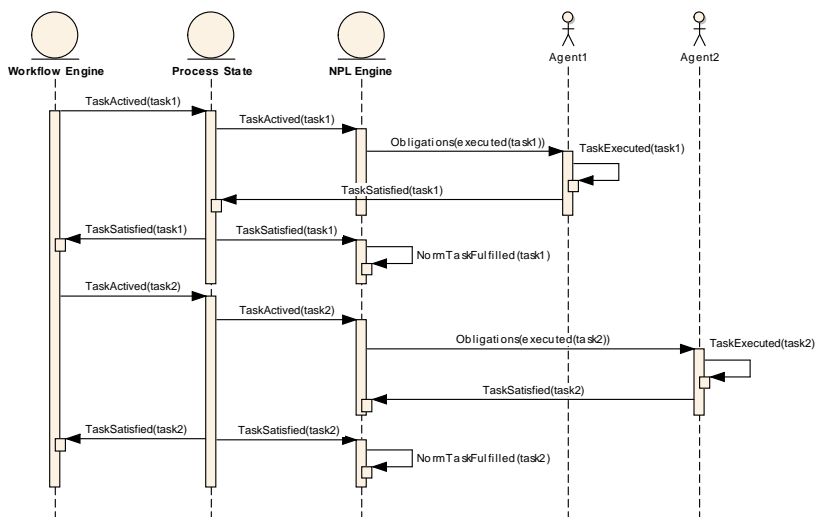 Workflow Engine
Process State
NPL Engine
Agent1
Agent2
TaskActived(task1)
TaskActived(task1)
Obligations(executed(task1))
TaskExecuted(task1)
TaskSatisfied(task1)
TaskSatisfied(task1)
TaskSatisfied(task1)
NormTaskFulfilled(task1)
TaskActived(task2)
TaskActived(task2)
Obligations(executed(task2))
TaskExecuted(task2)
TaskSatisfied(task2)
TaskSatisfied(task2)
TaskSatisfied(task2)
NormTaskFulfilled(task2)